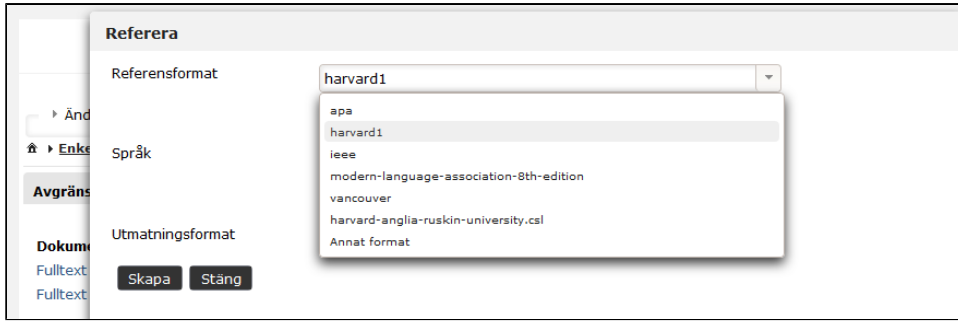 Referera
Referensformat
harvard1
apa
harvard1
ieee
modern-language-association-8th-edition
vancouver
harvard-anglia-ruskin-university.csl
Annat format
Språk
Utmatningsformat
Skapa Stäng
Änd
Enke
Avgräns
Dokume
Fulltext
Fulltext